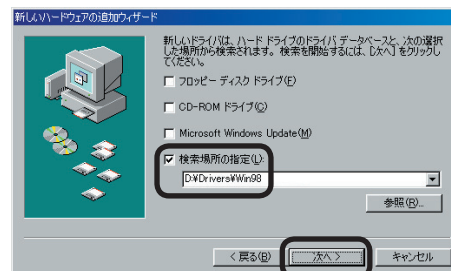 新しいハードウェアの追加ウィザード
新しいドライバは、ハード ドライブのドライバ データベースと、次の選択
した場所から検索されます。検索を開始するには、[次へ] をクリックし
てください。
フロッピー ディスク ドライブ(F)
CD-ROM ドライブ(C)
Microsoft Windows Update(M)
検索場所の指定(L):
D:¥Drivers¥Win98
参照(R)...
< 戻る(B)
次へ >
キャンセル